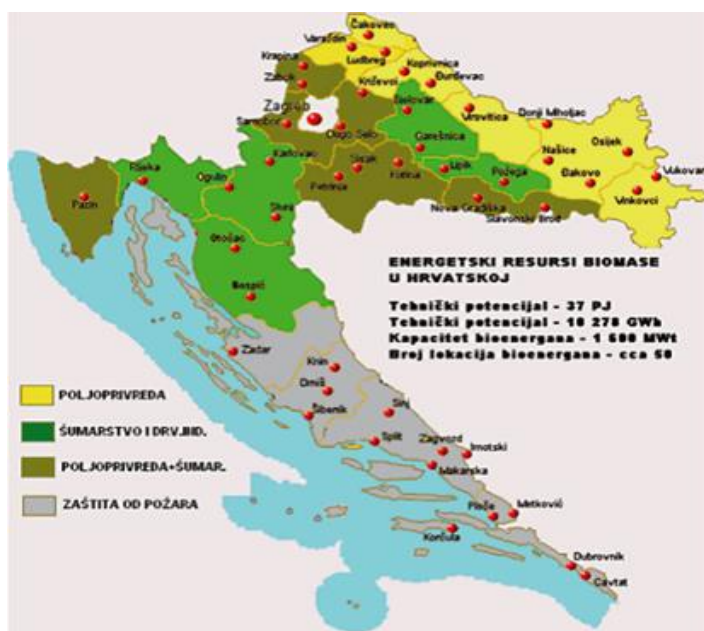 Čakovec
Varaždin
Ludbreg
Krapina
Koprivnica
Zabok
Đurđevac
Križevci
Zagreb
Bjelovar
Virovitica
Donji Miholjac
Samobor
Dugo Selo
Garešnica
Našice
Osijek
Rijeka
Karlovac
Sisak
Kutina
Lipik
Požega
Đakovo
Vukovar
Ogulin
Petrinja
Vinkovci
Pazin
Nova Gradiška
Slunj
Slavonski Brod
Otočac
Gospić
ENERGETSKI RESURSI BIOMASE
U HRVATSKOJ
Tehnički potencijal - 37 PJ
Tehnički potencijal - 10 278 GWh
Kapacitet bioenergana - 1 600 MWt
Broj lokacija bioenergana - cca 60
Zadar
Knin
Drniš
Šibenik
Sinj
Split
Zagvozd
Imotski
Makarska
Ploče
Metković
Korčula
Dubrovnik
Cavtat
POLJOPRIVREDA
ŠUMARSTVO I DRV.IND.
POLJOPRIVREDA+ŠUMAR.
ZAŠTITA OD POŽARA